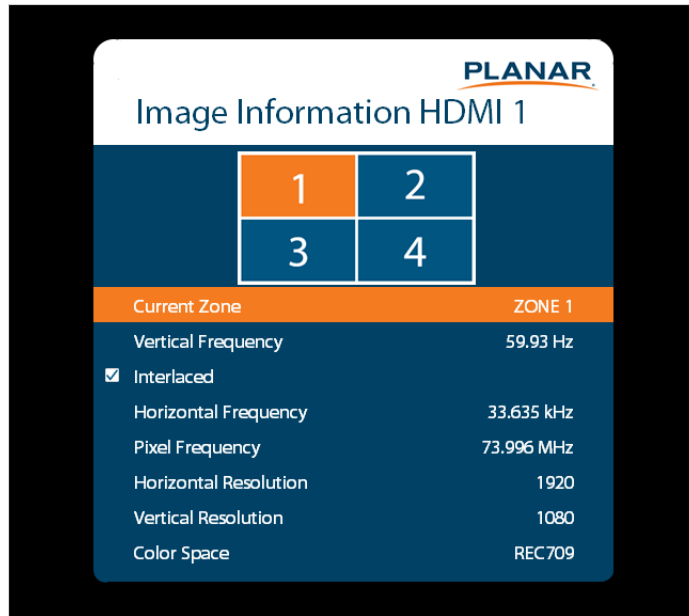 PLANAR
Image Information HDMI 1
1 2
3 4
Current Zone ZONE 1
Vertical Frequency 59.93 Hz
Interlaced
Horizontal Frequency 33.635 kHz
Pixel Frequency 73.996 MHz
Horizontal Resolution 1920
Vertical Resolution 1080
Color Space REC709